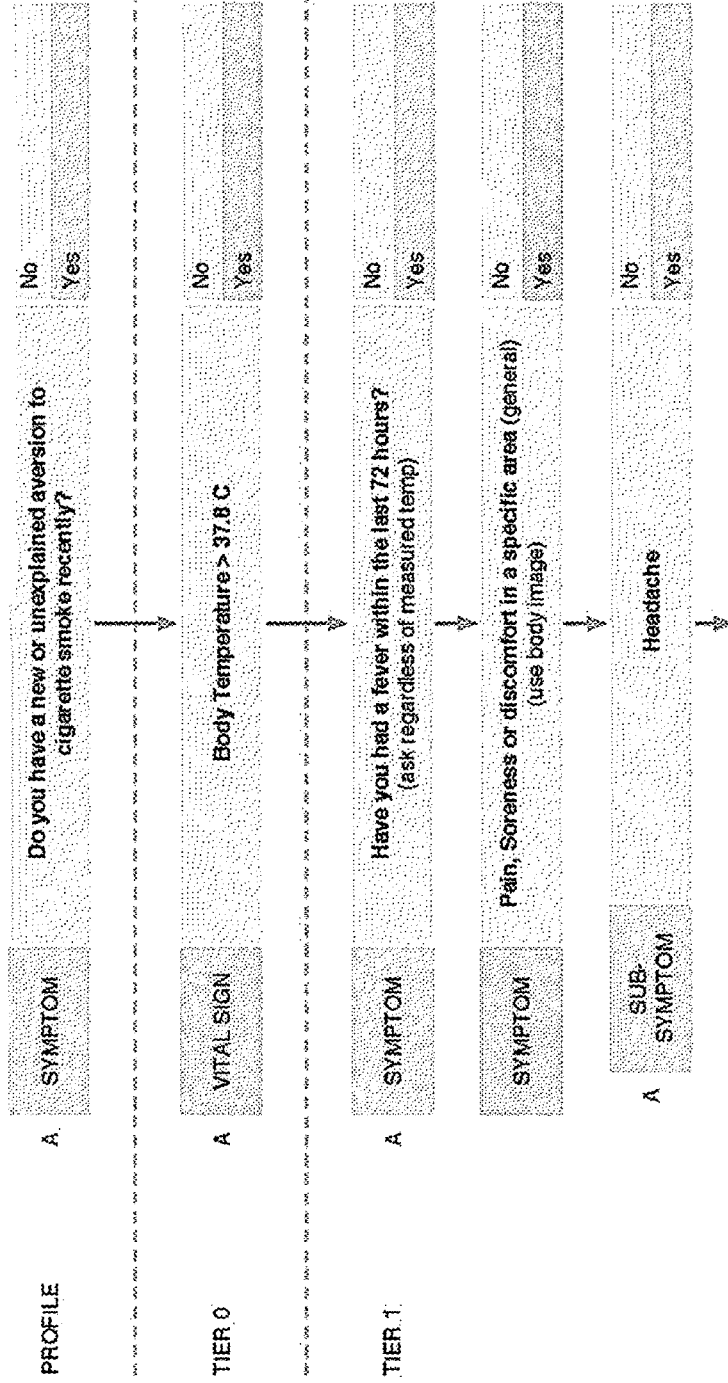 PROFILE
A.
SYMPTOM
Do you have a new or unexplained aversion to
cigarette smoke recently?
No
Yes
TIER 0
A
VITAL SIGN
Body Temperature > 37.8 C
No
Yes
TIER 1
A
SYMPTOM
Have you had a fever within the last 72 hours?
(ask regardless of measured temp)
No
Yes
SYMPTOM
Pain, Soreness or discomfort in a specific area (general)
(use body image)
No
Yes
A
SUB-
SYMPTOM
Headache
No
Yes